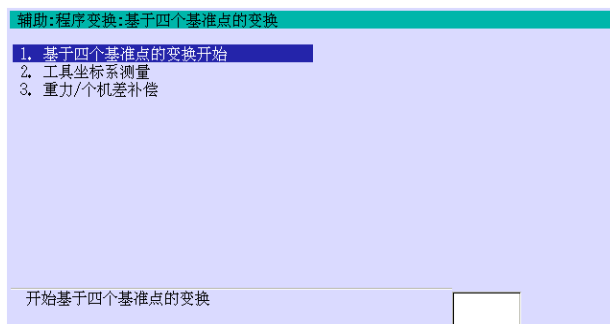 辅助:程序变换:基于四个基准点的变换
1. 基于四个基准点的变换开始
2. 工具坐标系测量
3. 重力/个机差补偿
开始基于四个基准点的变换